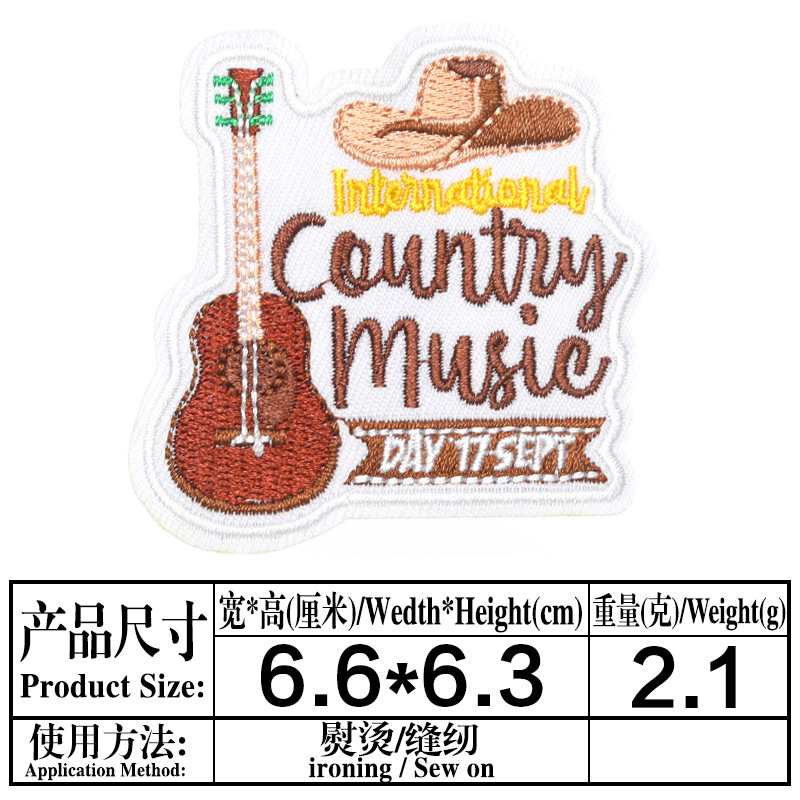 International
Country
Music
DAY 17 SEPT
产品尺寸
Product Size:
宽*高(厘米)/Wedth*Height(cm)
重量(克)/Weight(g)
6.6*6.3
2.1
使用方法:
Application Method:
熨烫/缝纫
ironing / Sew on